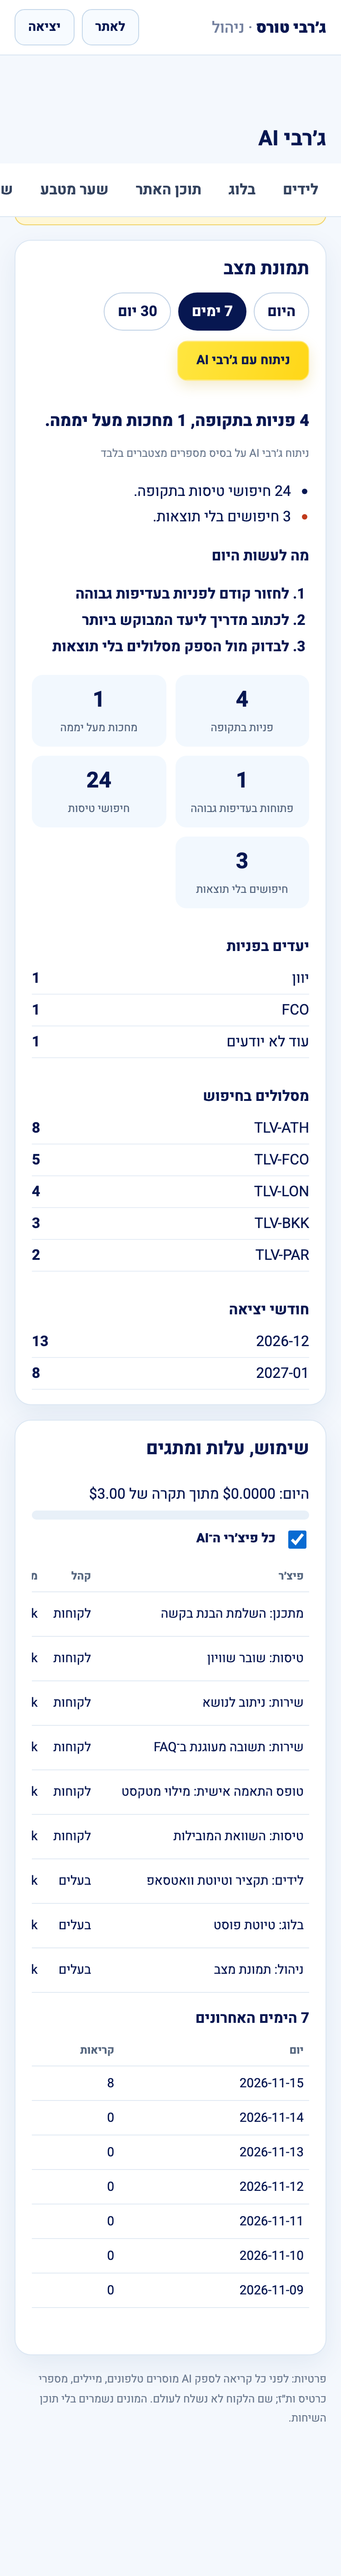 ג׳רבי טורס · ניהול
לאתר
יציאה
ג׳רבי AI
לידים
בלוג
תוכן האתר
שער מטבע
תמונת מצב
היום
7 ימים
30 יום
ניתוח עם ג׳רבי AI
4 פניות בתקופה, 1 מחכות מעל יממה.
ניתוח ג׳רבי AI על בסיס מספרים מצטברים בלבד
24 חיפושי טיסות בתקופה.
3 חיפושים בלי תוצאות.
מה לעשות היום
1. לחזור קודם לפניות בעדיפות גבוהה
2. לכתוב מדריך ליעד המבוקש ביותר
3. לבדוק מול הספק מסלולים בלי תוצאות
4
פניות בתקופה
1
מחכות מעל יממה
1
פתוחות בעדיפות גבוהה
24
חיפושי טיסות
3
חיפושים בלי תוצאות
יעדים בפניות
יוון 1
FCO 1
עוד לא יודעים 1
מסלולים בחיפוש
TLV-ATH 8
TLV-FCO 5
TLV-LON 4
TLV-BKK 3
TLV-PAR 2
חודשי יציאה
2026-12 13
2027-01 8
שימוש, עלות ומתגים
היום: $0.0000 מתוך תקרה של $3.00
כל פיצ׳רי ה־AI
פיצ׳ר קהל
מתכנן: השלמת הבנת בקשה לקוחות
טיסות: שובר שוויון לקוחות
שירות: ניתוב לנושא לקוחות
שירות: תשובה מעוגנת ב־FAQ לקוחות
טופס התאמה אישית: מילוי מטקסט לקוחות
טיסות: השוואת המובילות לקוחות
לידים: תקציר וטיוטת וואטסאפ בעלים
בלוג: טיוטת פוסט בעלים
ניהול: תמונת מצב בעלים
7 הימים האחרונים
יום קריאות
2026-11-15 8
2026-11-14 0
2026-11-13 0
2026-11-12 0
2026-11-11 0
2026-11-10 0
2026-11-09 0
פרטיות: לפני כל קריאה לספק AI מוסרים טלפונים, מיילים, מספרי
כרטיס ות״ז; שם הלקוח לא נשלח לעולם. המונים נשמרים בלי תוכן
השיחות.